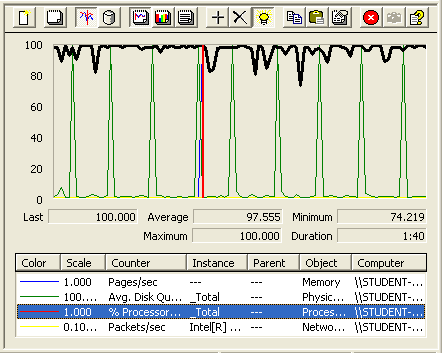 100
80
60
40
20
0
Last 100.000 Average 97.555 Minimum 74.219
Maximum 100.000 Duration 1:40
Color Scale Counter Instance Parent Object Computer
1.000 Pages/sec --- --- Memory \\STUDENT-...
100.... Avg. Disk Qu... _Total --- Physic... \\STUDENT-...
1.000 % Processor... _Total --- Proces... \\STUDENT-...
0.10... Packets/sec Intel[R] ... --- Netwo... \\STUDENT-...